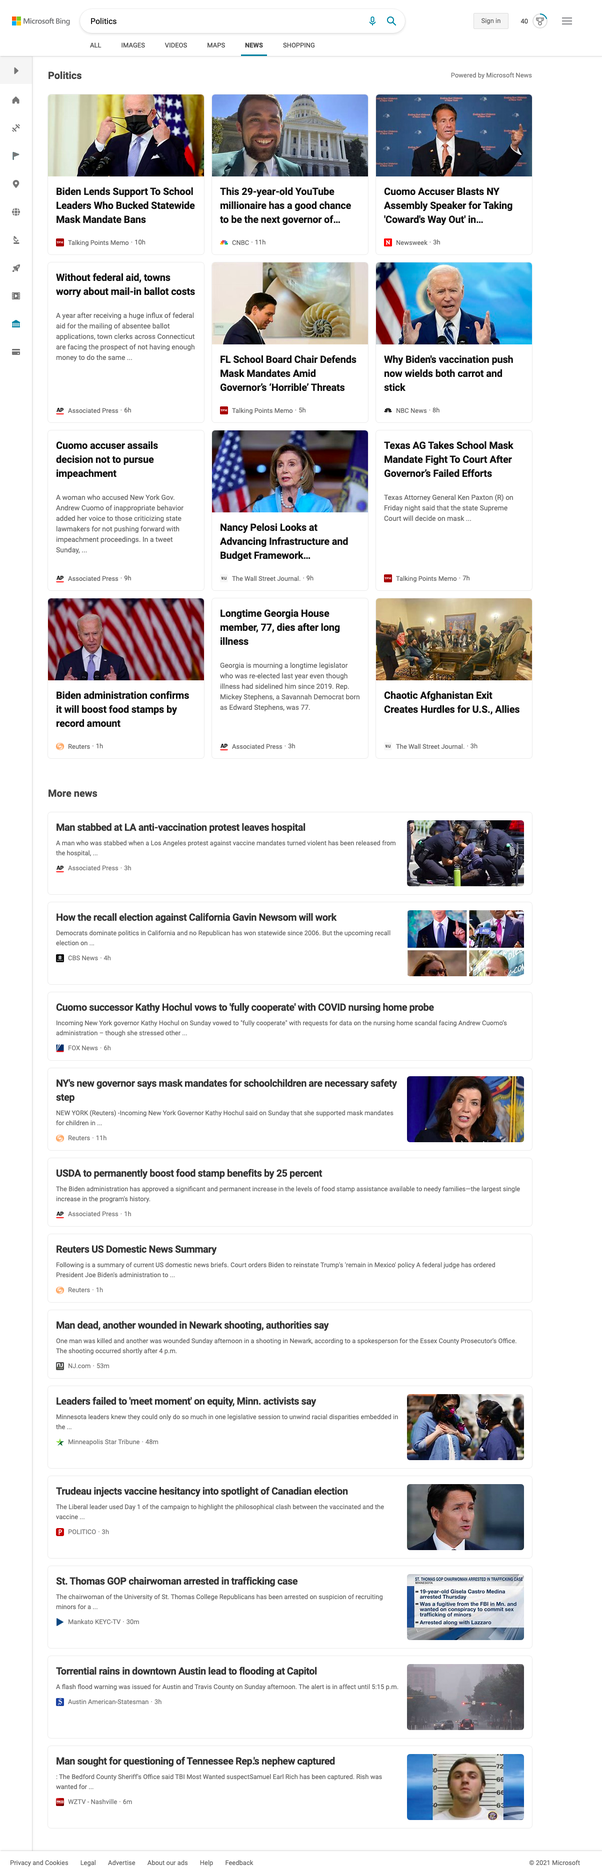 Microsoft Bing
Politics
Sign in
40
ALL
IMAGES
VIDEOS
MAPS
NEWS
SHOPPING
Politics
Powered by Microsoft News
Biden Lends Support To School
Leaders Who Bucked Statewide
Mask Mandate Bans
Talking Points Memo · 10h
This 29-year-old YouTube
millionaire has a good chance
to be the next governor of...
CNBC · 11h
Cuomo Accuser Blasts NY
Assembly Speaker for Taking
'Coward's Way Out' in...
Newsweek · 3h
Without federal aid, towns
worry about mail-in ballot costs
A year after receiving a huge influx of federal
aid for the mailing of absentee ballot
applications, town clerks across Connecticut
are facing the prospect of not having enough
money to do the same ...
AP
Associated Press · 6h
FL School Board Chair Defends
Mask Mandates Amid
Governor's 'Horrible' Threats
Talking Points Memo · 5h
Why Biden's vaccination push
now wields both carrot and
stick
NBC News · 8h
Cuomo accuser assails
decision not to pursue
impeachment
A woman who accused New York Gov.
Andrew Cuomo of inappropriate behavior
added her voice to those criticizing state
lawmakers for not pushing forward with
impeachment proceedings. In a tweet
Sunday, ...
AP
Associated Press · 9h
Nancy Pelosi Looks at
Advancing Infrastructure and
Budget Framework...
The Wall Street Journal. · 9h
Texas AG Takes School Mask
Mandate Fight To Court After
Governor's Failed Efforts
Texas Attorney General Ken Paxton (R) on
Friday night said that the state Supreme
Court will decide on mask ...
Talking Points Memo · 7h
Biden administration confirms
it will boost food stamps by
record amount
Reuters · 1h
Longtime Georgia House
member, 77, dies after long
illness
Georgia is mourning a longtime legislator
who was re-elected last year even though
illness had sidelined him since 2019. Rep.
Mickey Stephens, a Savannah Democrat born
as Edward Stephens, was 77.
AP
Associated Press · 3h
Chaotic Afghanistan Exit
Creates Hurdles for U.S., Allies
The Wall Street Journal. · 3h
More news
Man stabbed at LA anti-vaccination protest leaves hospital
A man who was stabbed when a Los Angeles protest against vaccine mandates turned violent has been released from
the hospital, ...
AP
Associated Press · 3h
How the recall election against California Gavin Newsom will work
Democrats dominate politics in California and no Republican has won statewide since 2006. But the upcoming recall
election on ...
CBS News · 4h
Cuomo successor Kathy Hochul vows to 'fully cooperate' with COVID nursing home probe
Incoming New York governor Kathy Hochul on Sunday vowed to "fully cooperate" with requests for data on the nursing home scandal facing Andrew Cuomo's
administration – though she stressed other ...
FOX News · 6h
NY's new governor says mask mandates for schoolchildren are necessary safety
step
NEW YORK (Reuters) -Incoming New York Governor Kathy Hochul said on Sunday that she supported mask mandates
for children in ...
Reuters · 11h
USDA to permanently boost food stamp benefits by 25 percent
The Biden administration has approved a significant and permanent increase in the levels of food stamp assistance available to needy families—the largest single
increase in the program's history.
AP
Associated Press · 1h
Reuters US Domestic News Summary
Following is a summary of current US domestic news briefs. Court orders Biden to reinstate Trump's 'remain in Mexico' policy A federal judge has ordered
President Joe Biden's administration to ...
Reuters · 1h
Man dead, another wounded in Newark shooting, authorities say
One man was killed and another was wounded Sunday afternoon in a shooting in Newark, according to a spokesperson for the Essex County Prosecutor's Office.
The shooting occurred shortly after 4 p.m.
NJ.com · 53m
Leaders failed to 'meet moment' on equity, Minn. activists say
Minnesota leaders knew they could only do so much in one legislative session to unwind racial disparities embedded in
the ...
Minneapolis Star Tribune · 48m
Trudeau injects vaccine hesitancy into spotlight of Canadian election
The Liberal leader used Day 1 of the campaign to highlight the philosophical clash between the vaccinated and the
vaccine ...
POLITICO · 3h
St. Thomas GOP chairwoman arrested in trafficking case
The chairwoman of the University of St. Thomas College Republicans has been arrested on suspicion of recruiting
minors for a ...
Mankato KEYC-TV · 30m
ST. THOMAS GOP CHAIRWOMAN ARRESTED IN TRAFFICKING CASE
19-year-old Gisela Castro Medina
arrested Thursday
Was a fugitive from the FBI in Mn. and
wanted on conspiracy to commit sex
trafficking of minors
Arrested along with Lazzaro
Torrential rains in downtown Austin lead to flooding at Capitol
A flash flood warning was issued for Austin and Travis County on Sunday afternoon. The alert is in affect until 5:15 p.m.
Austin American-Statesman · 3h
Man sought for questioning of Tennessee Rep.'s nephew captured
: The Bedford County Sheriff's Office said TBI Most Wanted suspectSamuel Earl Rich has been captured. Rish was
wanted for ...
WZTV - Nashville · 6m
Privacy and Cookies
Legal
Advertise
About our ads
Help
Feedback
© 2021 Microsoft